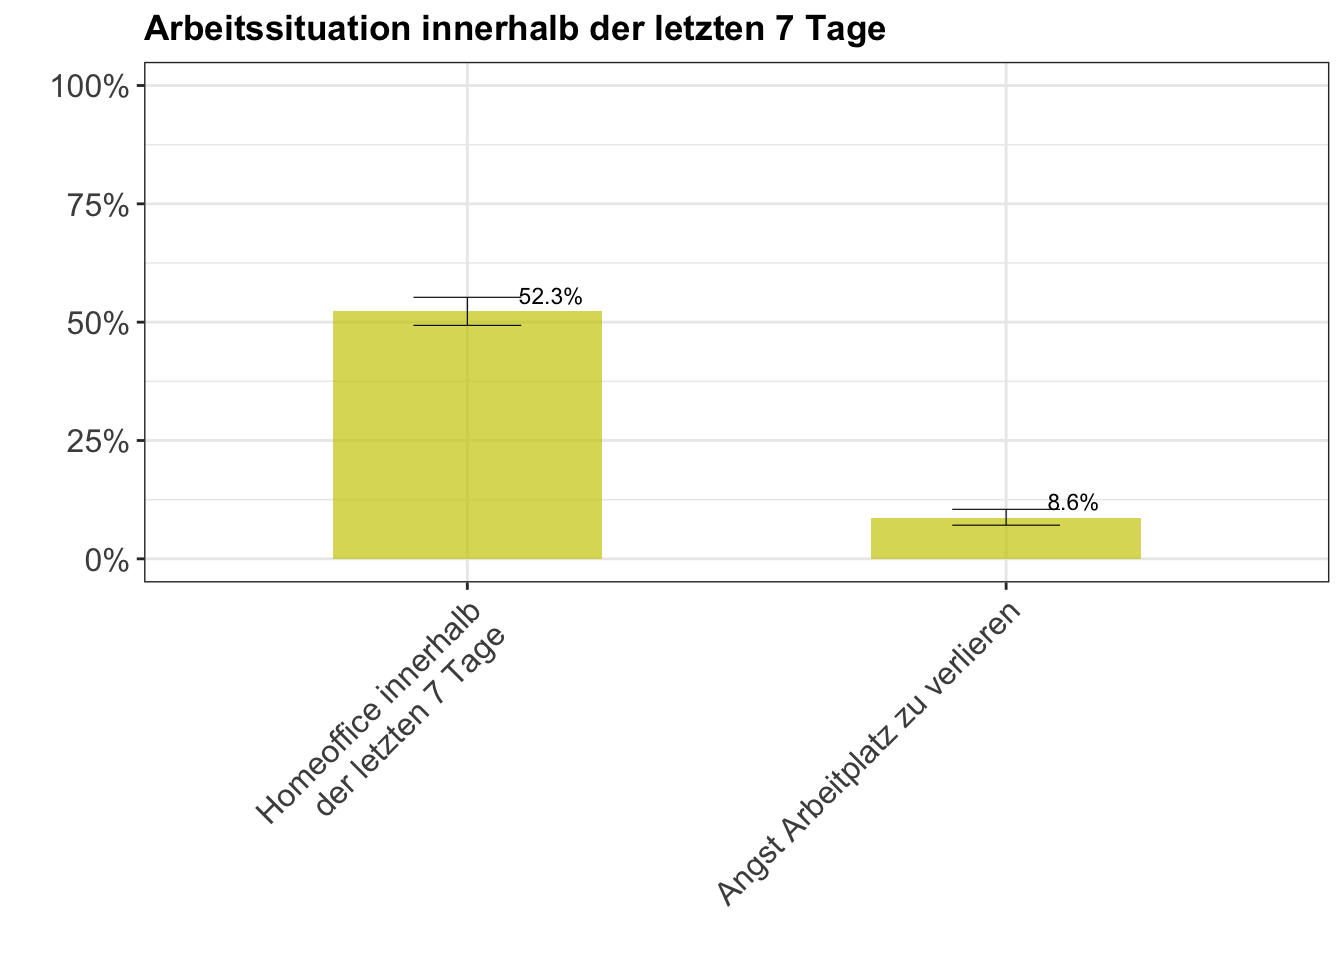 Arbeitssituation innerhalb der letzten 7 Tage
100%
75%
50%
25%
0%
52.3%
8.6%
Homeoffice innerhalb
der letzten 7 Tage
Angst Arbeitplatz zu verlieren